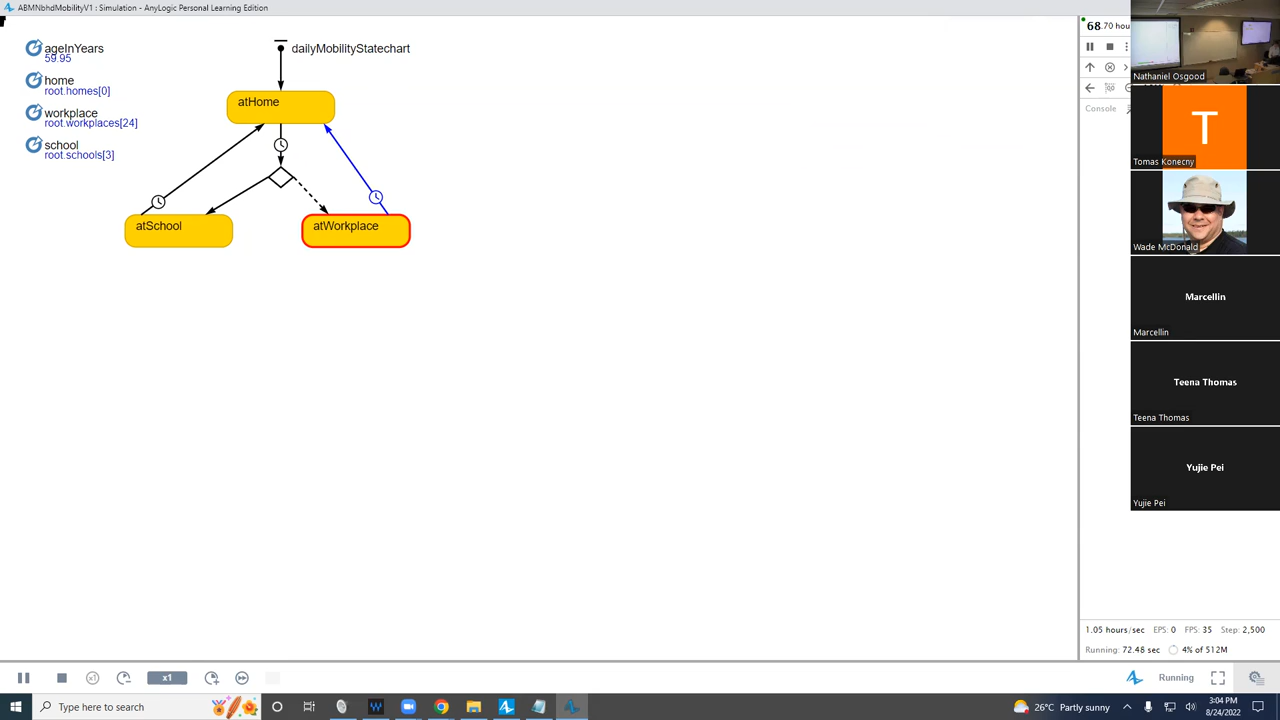 ABMNbhdMobilityV1 : Simulation - AnyLogic Personal Learning Edition
ageInYears
59.95
home
root.homes[0]
workplace
root.workplaces[24]
school
root.schools[3]
dailyMobilityStatechart
atHome
atSchool
atWorkplace
68.70 hou
Console
Nathaniel Osgood
T
Tomas Konecny
Wade McDonald
Marcellin
Marcellin
Teena Thomas
Teena Thomas
Yujie Pei
Yujie Pei
1.05 hours/sec EPS: 0 FPS: 35 Step: 2,500
Running: 72.48 sec 4% of 512M
x1
Running
Type here to search
26°C Partly sunny
3:04 PM
8/24/2022